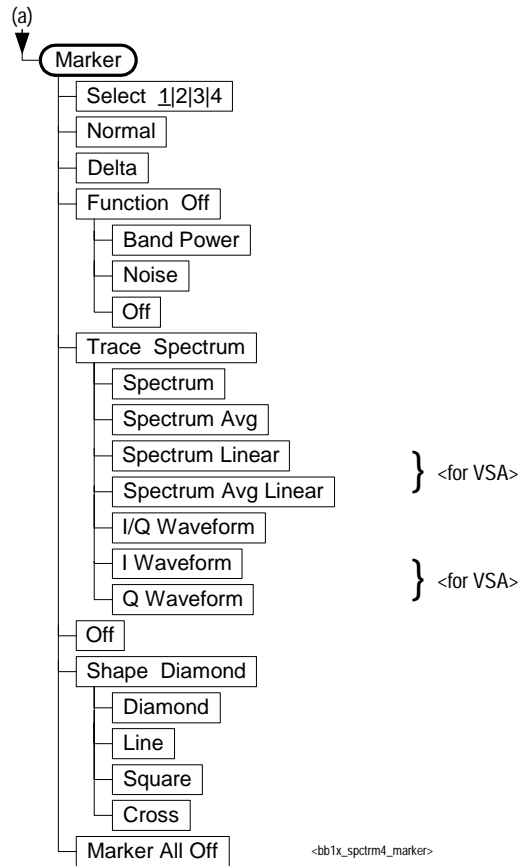 (a)
Marker
Select 1|2|3|4
Normal
Delta
Function Off
Band Power
Noise
Off
Trace Spectrum
Spectrum
Spectrum Avg
Spectrum Linear
Spectrum Avg Linear
} <for VSA>
I/Q Waveform
I Waveform
Q Waveform
} <for VSA>
Off
Shape Diamond
Diamond
Line
Square
Cross
Marker All Off
<bb1x_spctrm4_marker>